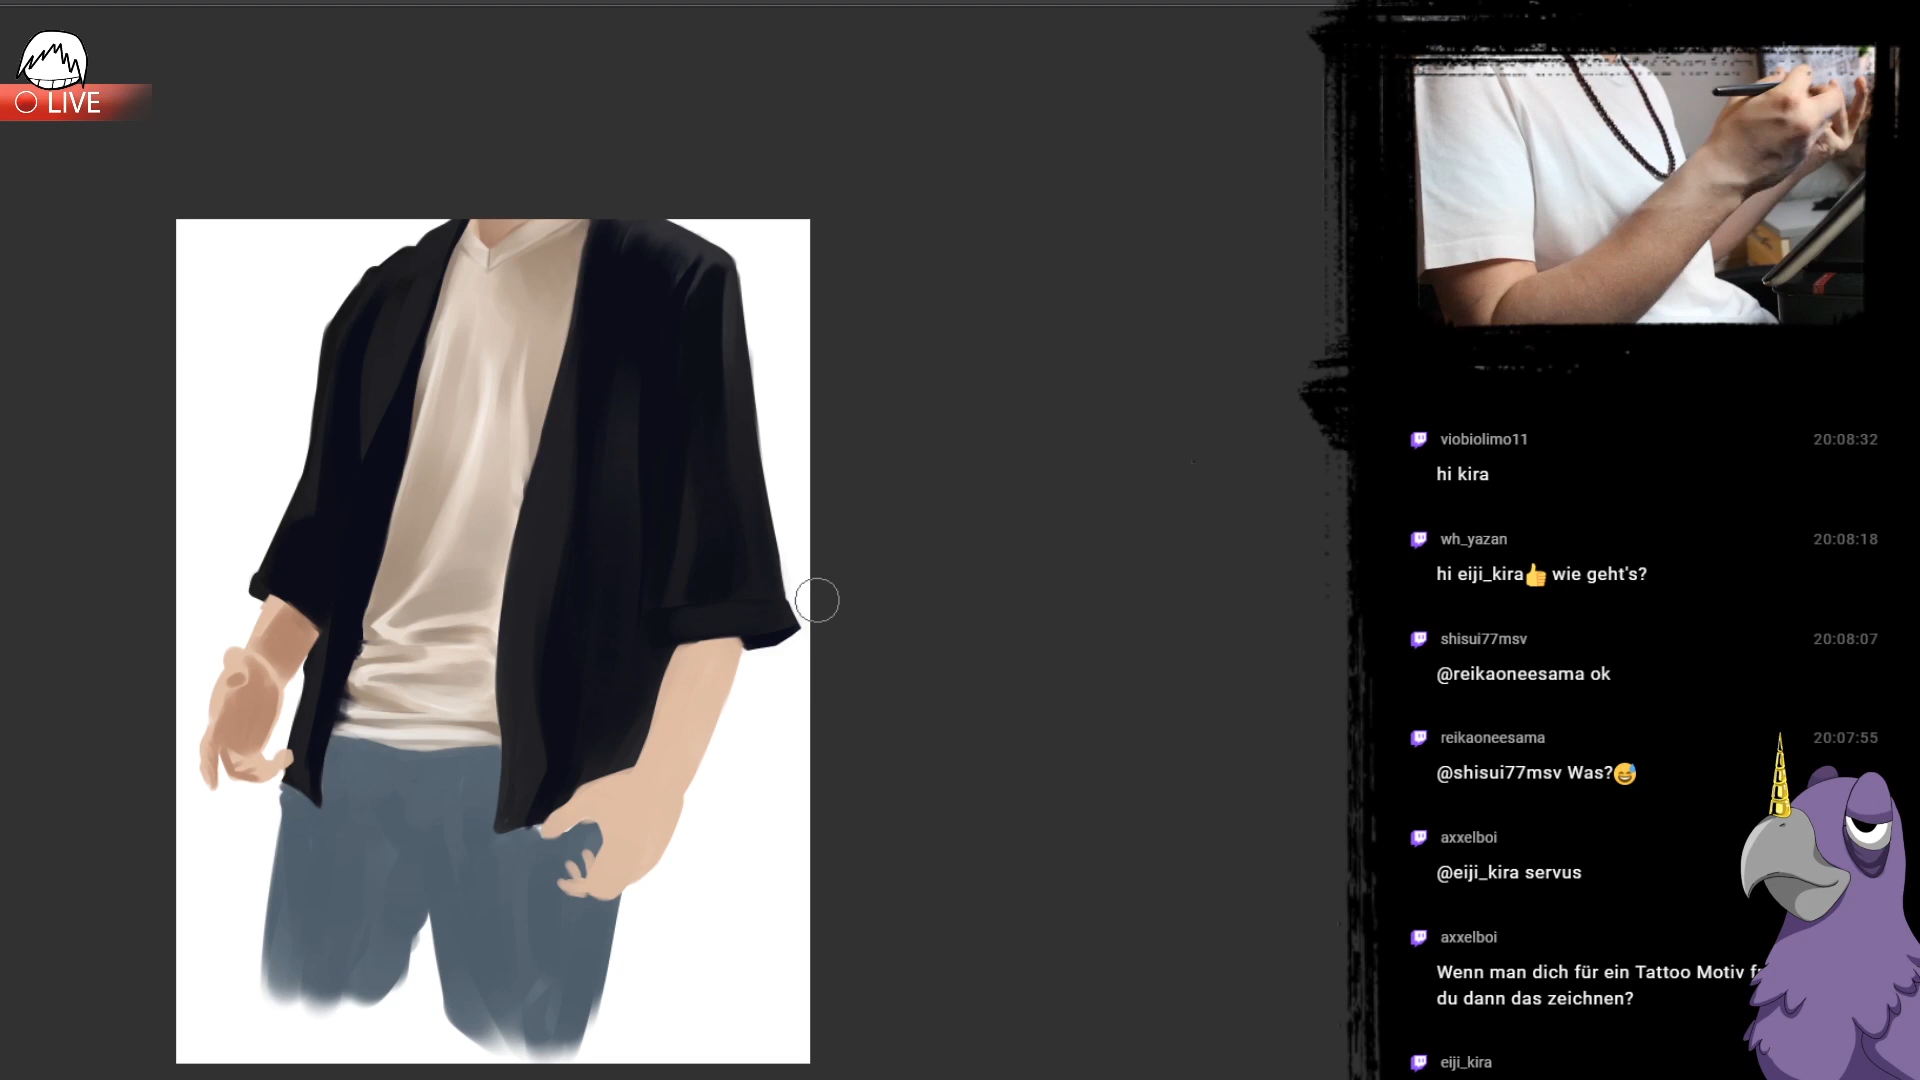 LIVE
viobiolimo11 20:08:32
hi kira
wh_yazan 20:08:18
hi eiji_kira👍 wie geht's?
shisui77msv 20:08:07
@reikaoneesama ok
reikaoneesama 20:07:55
@shisui77msv Was?😅
axxelboi
@eiji_kira servus
axxelboi
Wenn man dich für ein Tattoo Motiv
du dann das zeichnen?
eiji_kira